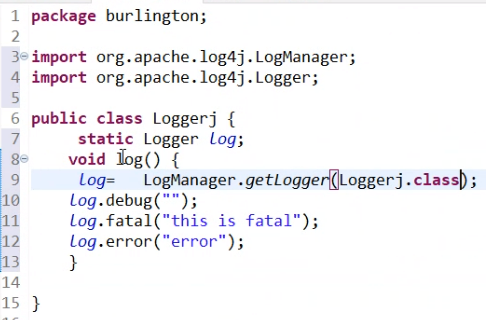 1 package burlington;
2
3 import org.apache.log4j.LogManager;
4 import org.apache.log4j.Logger;
5
6 public class Loggerj {
7 static Logger log;
8 void log() {
9 log= LogManager.getLogger(Loggerj.class);
10 log.debug("");
11 log.fatal("this is fatal");
12 log.error("error");
13 }
14
15 }